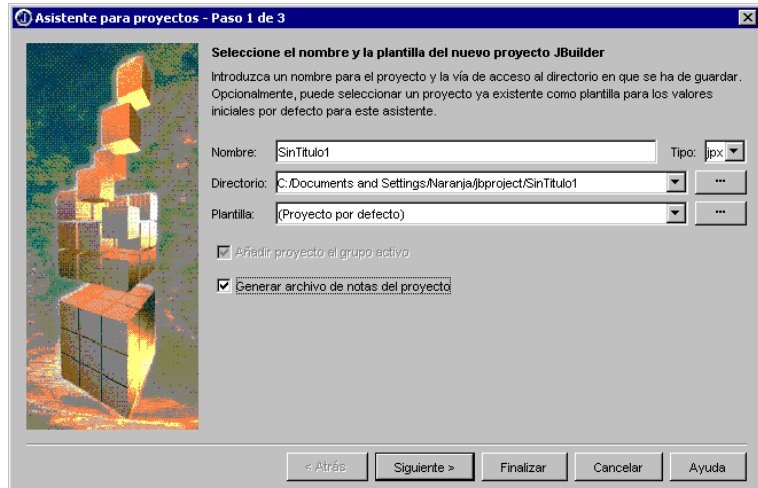 Asistente para proyectos - Paso 1 de 3
Seleccione el nombre y la plantilla del nuevo proyecto JBuilder
Introduzca un nombre para el proyecto y la vía de acceso al directorio en que se ha de guardar.
Opcionalmente, puede seleccionar un proyecto ya existente como plantilla para los valores
iniciales por defecto para este asistente.
Nombre: SinTitulo1 Tipo: jpx
Directorio: C:/Documents and Settings/Naranja/jbproject/SinTitulo1 ...
Plantilla: (Proyecto por defecto) ...
Añadir proyecto al grupo activo
Generar archivo de notas del proyecto
< Atrás Siguiente > Finalizar Cancelar Ayuda